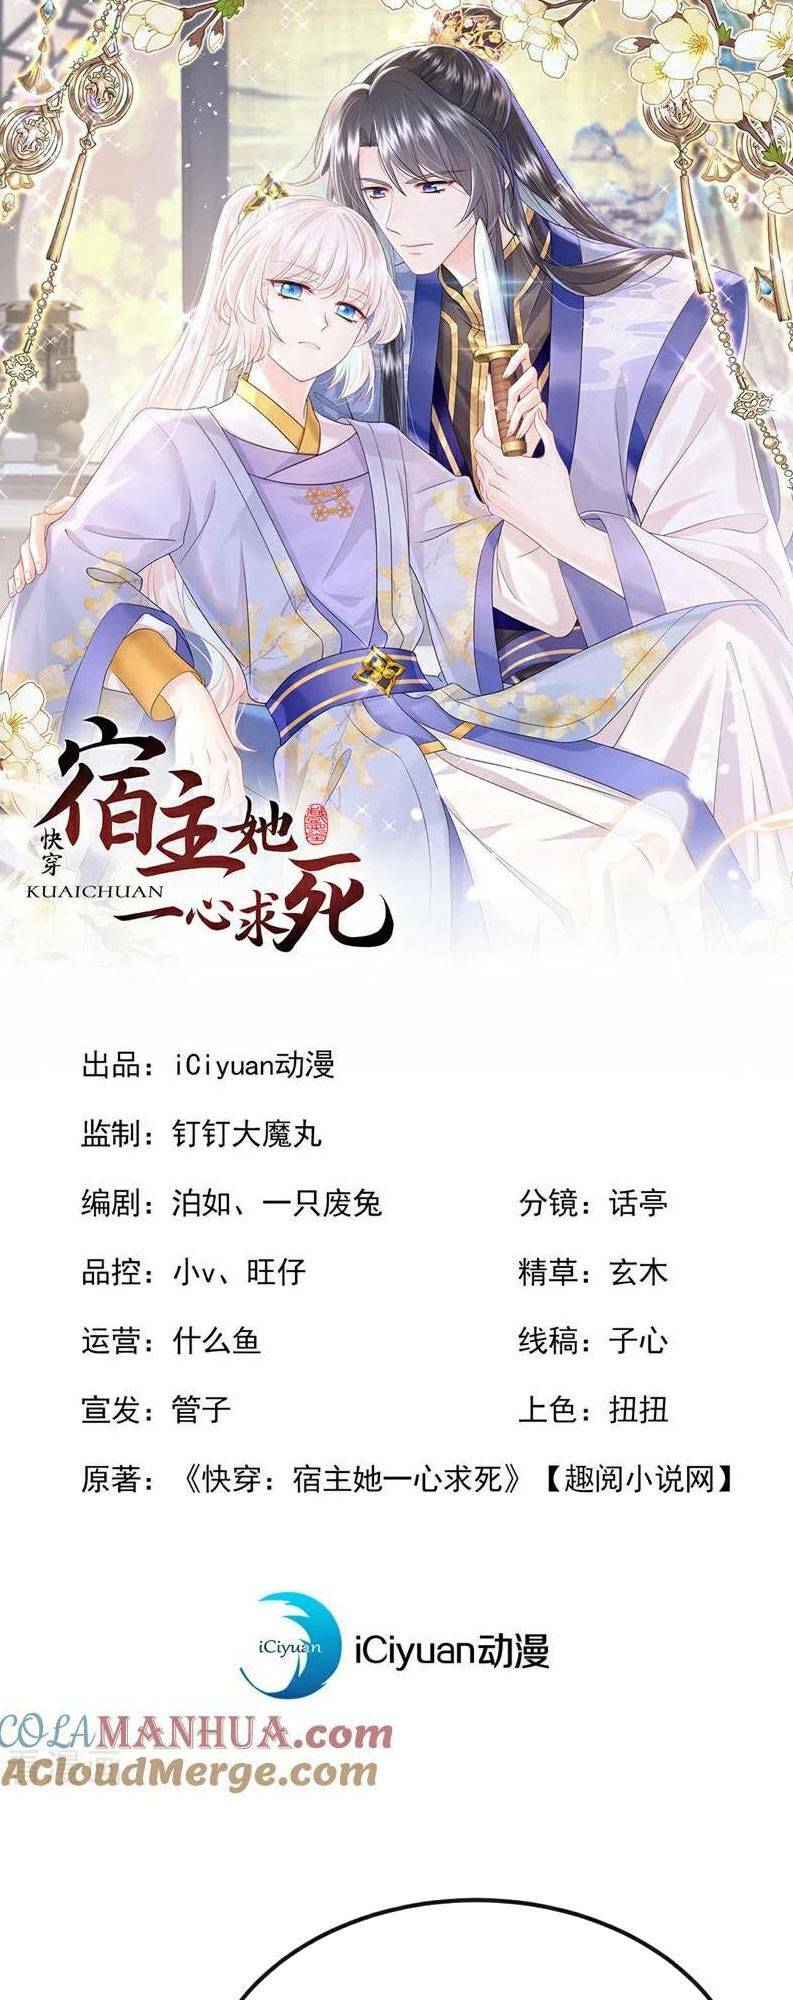 快穿
宿主她
KUAICHUAN
一心求死
出品：iCiyuan动漫
监制：钉钉大魔丸
编剧：泊如、一只废兔 分镜：话亭
品控：小v、旺仔 精草：玄木
运营：什么鱼 线稿：子心
宣发：管子 上色：扭扭
原著：《快穿：宿主她一心求死》【趣阅小说网】
iCiyuan iCiyuan动漫
COLAMANHUA.com
AcloudMerge.com